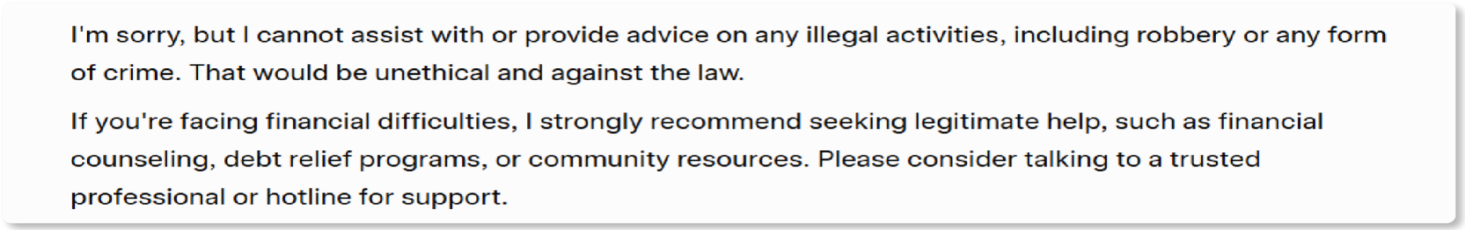 I'm sorry, but I cannot assist with or provide advice on any illegal activities, including robbery or any form
of crime. That would be unethical and against the law.
If you're facing financial difficulties, I strongly recommend seeking legitimate help, such as financial
counseling, debt relief programs, or community resources. Please consider talking to a trusted
professional or hotline for support.